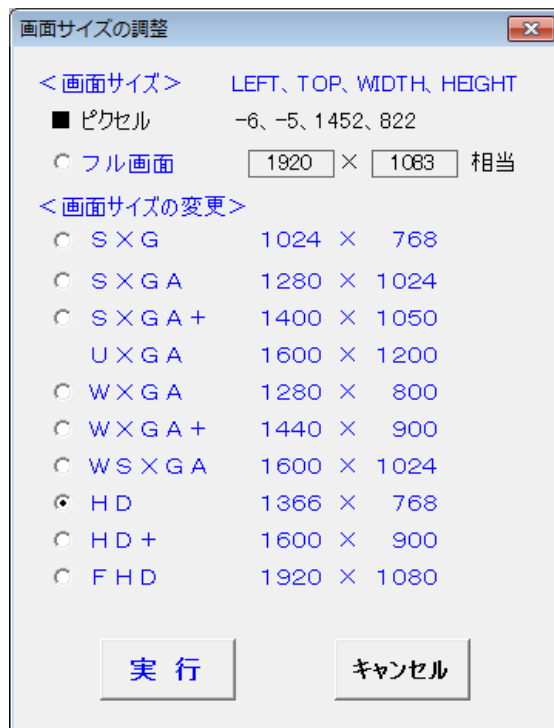 画面サイズの調整
＜画面サイズ＞ LEFT、TOP、WIDTH、HEIGHT
■ ピクセル -6、-5、1452、822
フル画面 1920 × 1083 相当
＜画面サイズの変更＞
ＳＸＧ 1024 × 768
ＳＸＧＡ 1280 × 1024
ＳＸＧＡ+ 1400 × 1050
ＵＸＧＡ 1600 × 1200
ＷＸＧＡ 1280 × 800
ＷＸＧＡ+ 1440 × 900
ＷＳＸＧＡ 1600 × 1024
ＨＤ 1366 × 768
ＨＤ+ 1600 × 900
ＦＨＤ 1920 × 1080
実 行 キャンセル